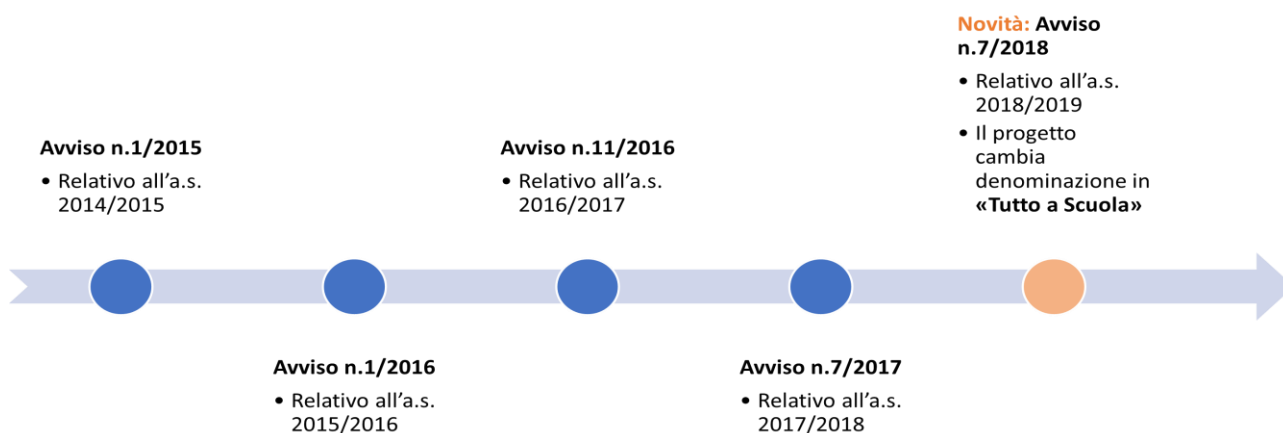 Avviso n.1/2015
• Relativo all'a.s.
2014/2015
Avviso n.1/2016
• Relativo all'a.s.
2015/2016
Avviso n.11/2016
• Relativo all'a.s.
2016/2017
Avviso n.7/2017
• Relativo all'a.s.
2017/2018
Novità: Avviso
n.7/2018
• Relativo all'a.s.
2018/2019
• Il progetto
cambia
denominazione in
«Tutto a Scuola»